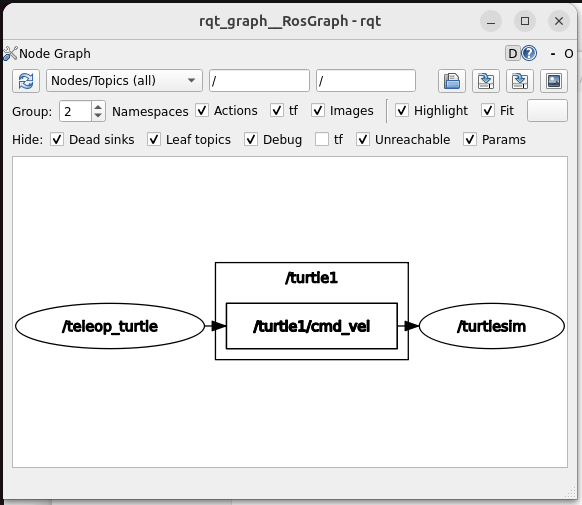 rqt_graph__RosGraph - rqt
Node Graph D ? - O
Nodes/Topics (all) / /
Group: 2 Namespaces Actions tf Images Highlight Fit
Hide: Dead sinks Leaf topics Debug tf Unreachable Params
/turtle1
/teleop_turtle /turtle1/cmd_vel /turtlesim